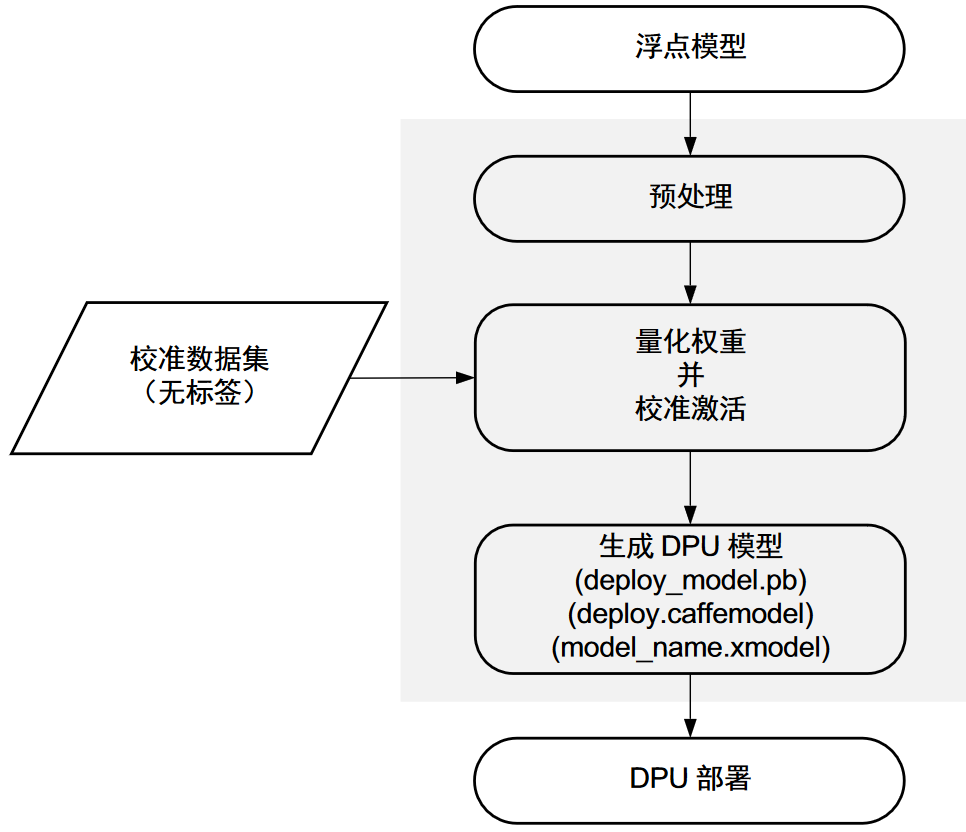 浮点模型
预处理
校准数据集
（无标签）
量化权重
并
校准激活
生成 DPU 模型
(deploy_model.pb)
(deploy.caffemodel)
(model_name.xmodel)
DPU 部署